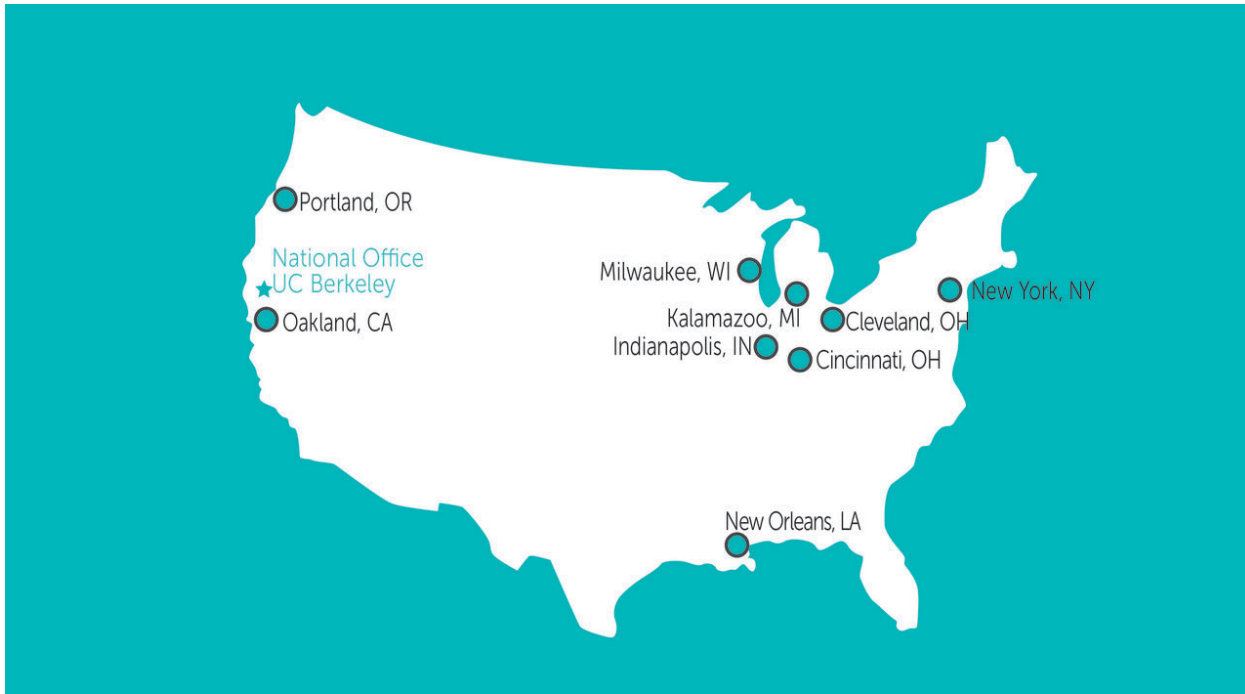 Portland, OR
National Office
UC Berkeley
Oakland, CA
Milwaukee, WI
Kalamazoo, MI
Indianapolis, IN
Cleveland, OH
Cincinnati, OH
New York, NY
New Orleans, LA